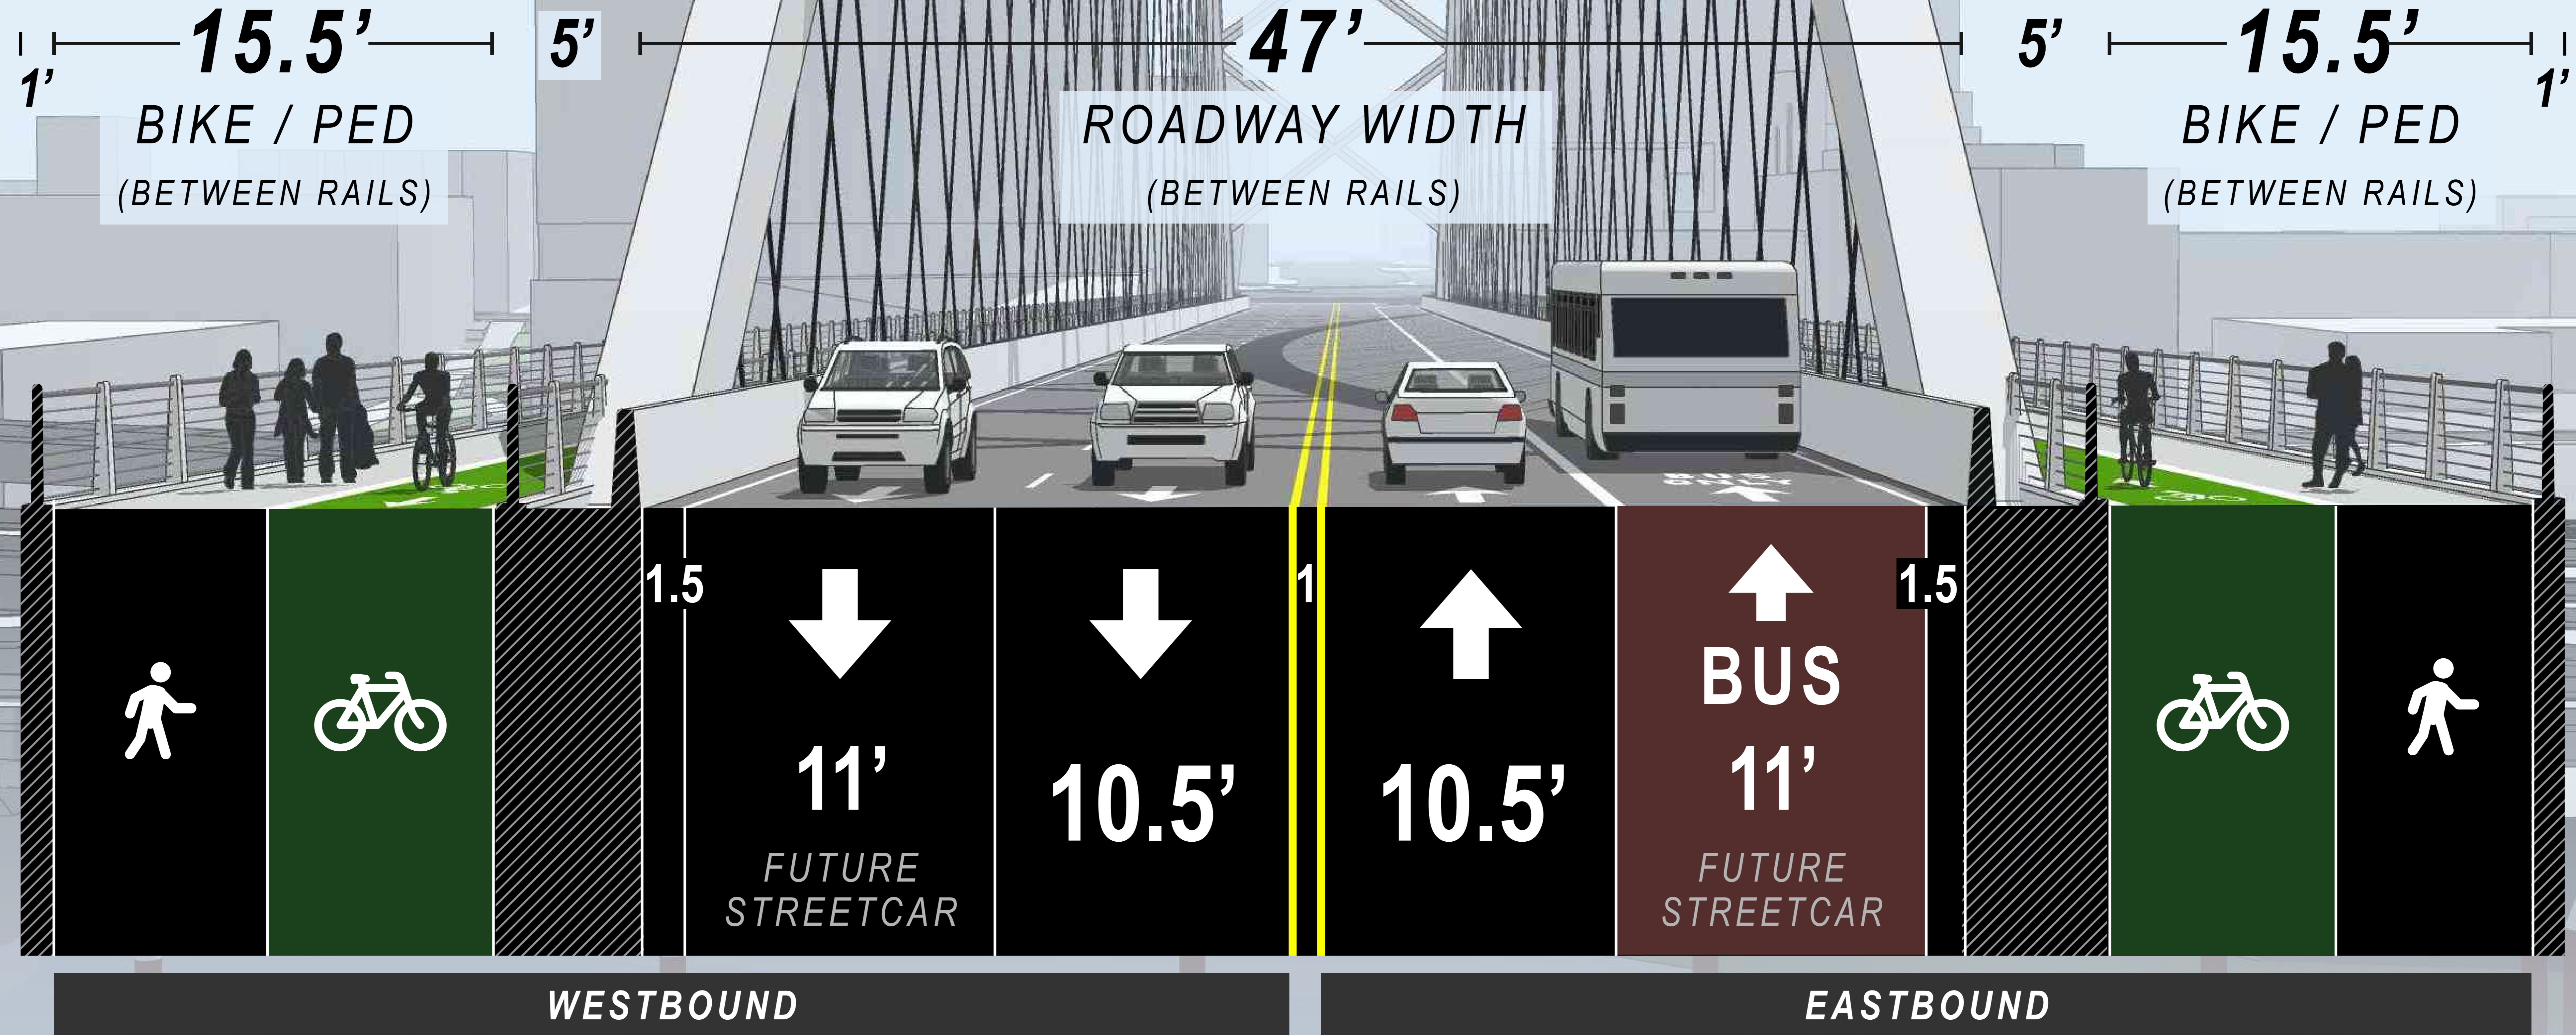 15.5’
5’
47’
5’
15.5’
1’
1’
BIKE / PED
ROADWAY WIDTH
BIKE / PED
(BETWEEN RAILS)
(BETWEEN RAILS)
(BETWEEN RAILS)
BUS
ONLY
1.5
1
1.5
BUS
11’
10.5’
10.5’
11’
FUTURE
STREETCAR
FUTURE
STREETCAR
WESTBOUND
EASTBOUND